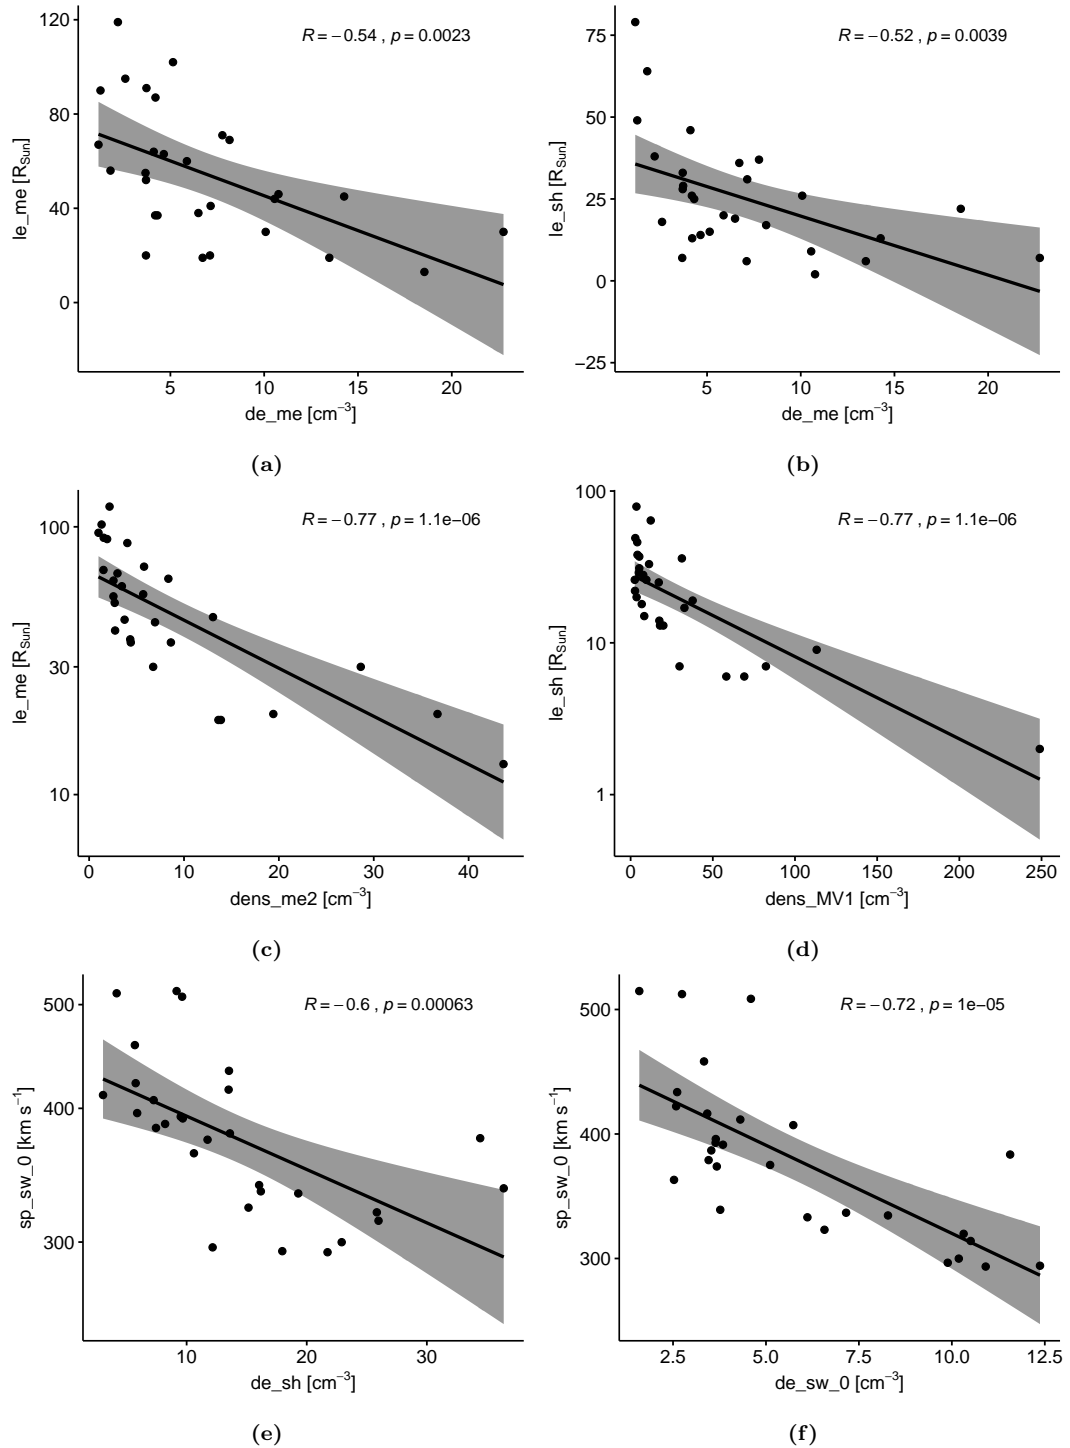 R = −0.54 , p = 0.0023
120
80
40
0
le_me [R_Sun]
5 10 15 20
de_me [cm⁻³]
(a)
R = −0.52 , p = 0.0039
75
50
25
0
−25
le_sh [R_Sun]
5 10 15 20
de_me [cm⁻³]
(b)
R = −0.77 , p = 1.1e−06
100
30
10
le_me [R_Sun]
0 10 20 30 40
dens_me2 [cm⁻³]
(c)
R = −0.77 , p = 1.1e−06
100
10
1
le_sh [R_Sun]
0 50 100 150 200 250
dens_MV1 [cm⁻³]
(d)
R = −0.6 , p = 0.00063
500
400
300
sp_sw_0 [km s⁻¹]
10 20 30
de_sh [cm⁻³]
(e)
R = −0.72 , p = 1e−05
500
400
300
sp_sw_0 [km s⁻¹]
2.5 5.0 7.5 10.0 12.5
de_sw_0 [cm⁻³]
(f)